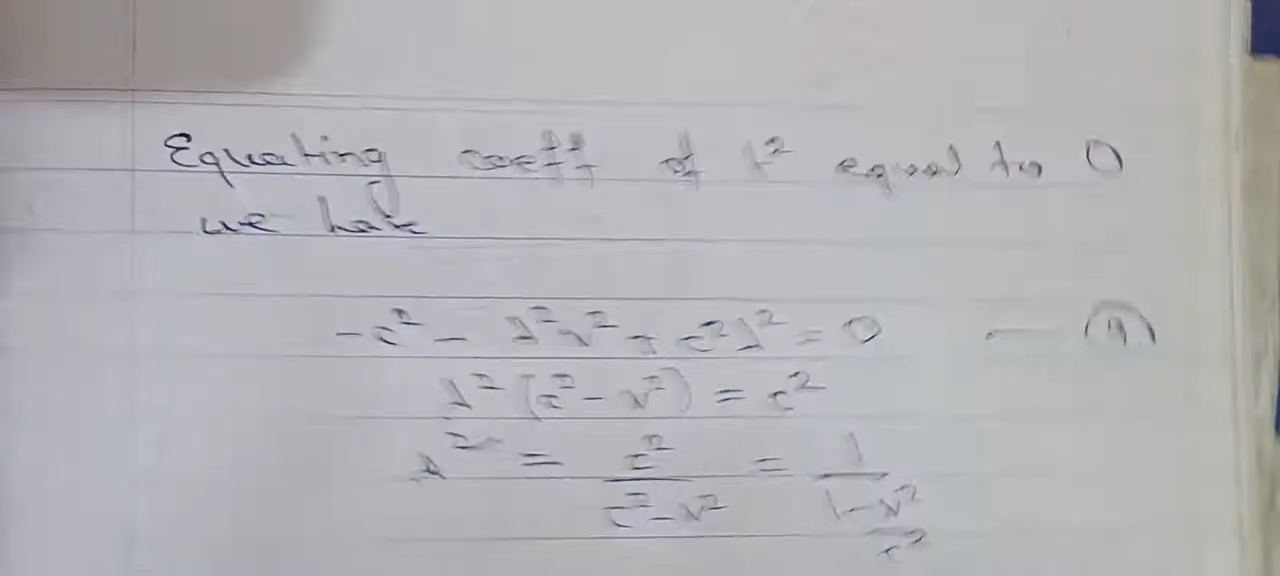 Equating coeff of t² equal to 0
we have
-c² - λ²v² + c²λ² = 0 — (9)
λ² (c² - v²) = c²
λ² = c² / c² - v² = 1 / 1 - v² / c²